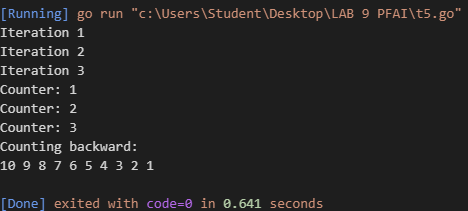 [Running] go run "c:\Users\Student\Desktop\LAB 9 PFAI\t5.go"
Iteration 1
Iteration 2
Iteration 3
Counter: 1
Counter: 2
Counter: 3
Counting backward:
10 9 8 7 6 5 4 3 2 1
[Done] exited with code=0 in 0.641 seconds